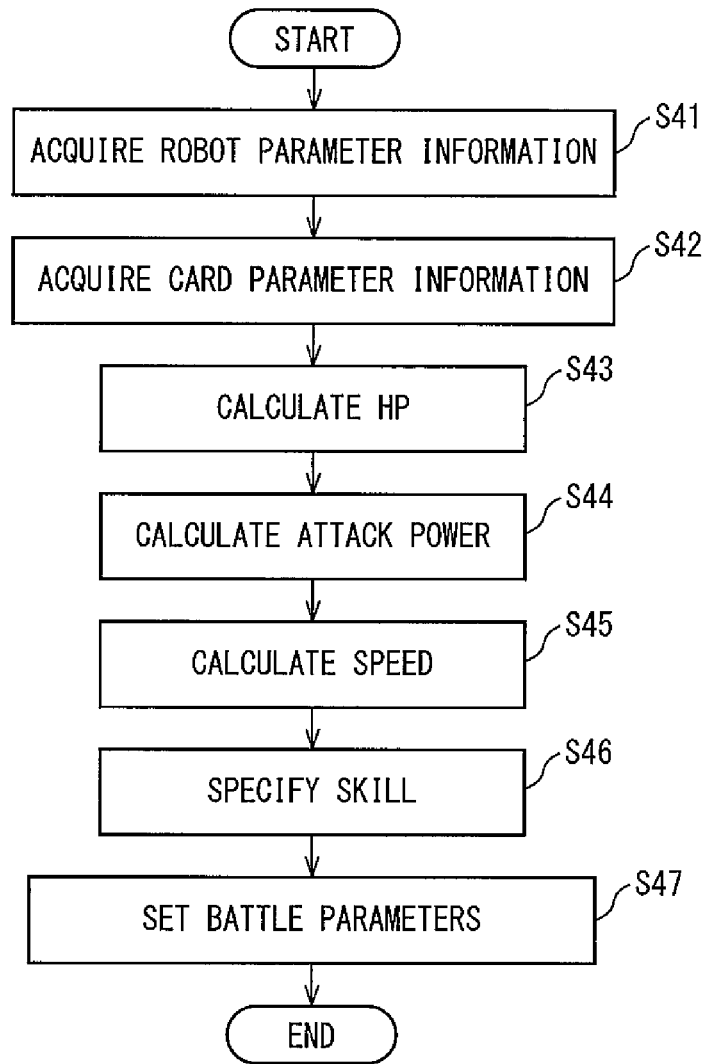 START
ACQUIRE ROBOT PARAMETER INFORMATION
S41
ACQUIRE CARD PARAMETER INFORMATION
S42
CALCULATE HP
S43
CALCULATE ATTACK POWER
S44
CALCULATE SPEED
S45
SPECIFY SKILL
S46
SET BATTLE PARAMETERS
S47
END